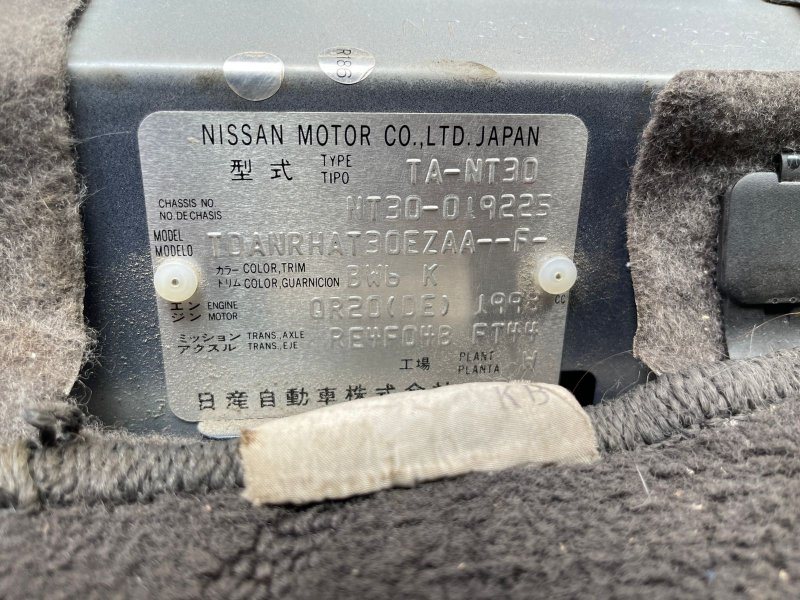 R186
NISSAN MOTOR CO.,LTD.JAPAN
型式 TYPE TIPO TA-NT30
CHASSIS NO NO.DE CHASIS NT30-019225
MODEL MODELO TDANRHAT30EZAA--F-
カラー COLOR,TRIM トリム COLOR,GUARNICION BW6 K
エンジン ENGINE MOTOR QR20(DE) 1998 CC
ミッション TRANS.,AXLE アクスル TRANS.,EJE RE4F04B FT44
工場 PLANT PLANTA W
日産自動車株式会
KB